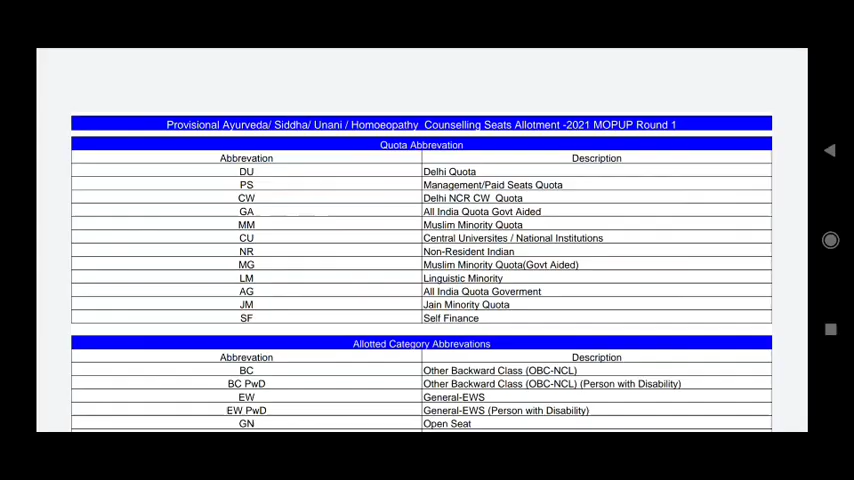 Provisional Ayurveda/ Siddha/ Unani / Homoeopathy Counselling Seats Allotment -2021 MOPUP Round 1
Quota Abbrevation
Abbrevation Description
DU Delhi Quota
PS Management/Paid Seats Quota
CW Delhi NCR CW Quota
GA All India Quota Govt Aided
MM Muslim Minority Quota
CU Central Universites / National Institutions
NR Non-Resident Indian
MG Muslim Minority Quota(Govt Aided)
LM Linguistic Minority
AG All India Quota Goverment
JM Jain Minority Quota
SF Self Finance
Allotted Category Abbrevations
Abbrevation Description
BC Other Backward Class (OBC-NCL)
BC PwD Other Backward Class (OBC-NCL) (Person with Disability)
EW General-EWS
EW PwD General-EWS (Person with Disability)
GN Open Seat